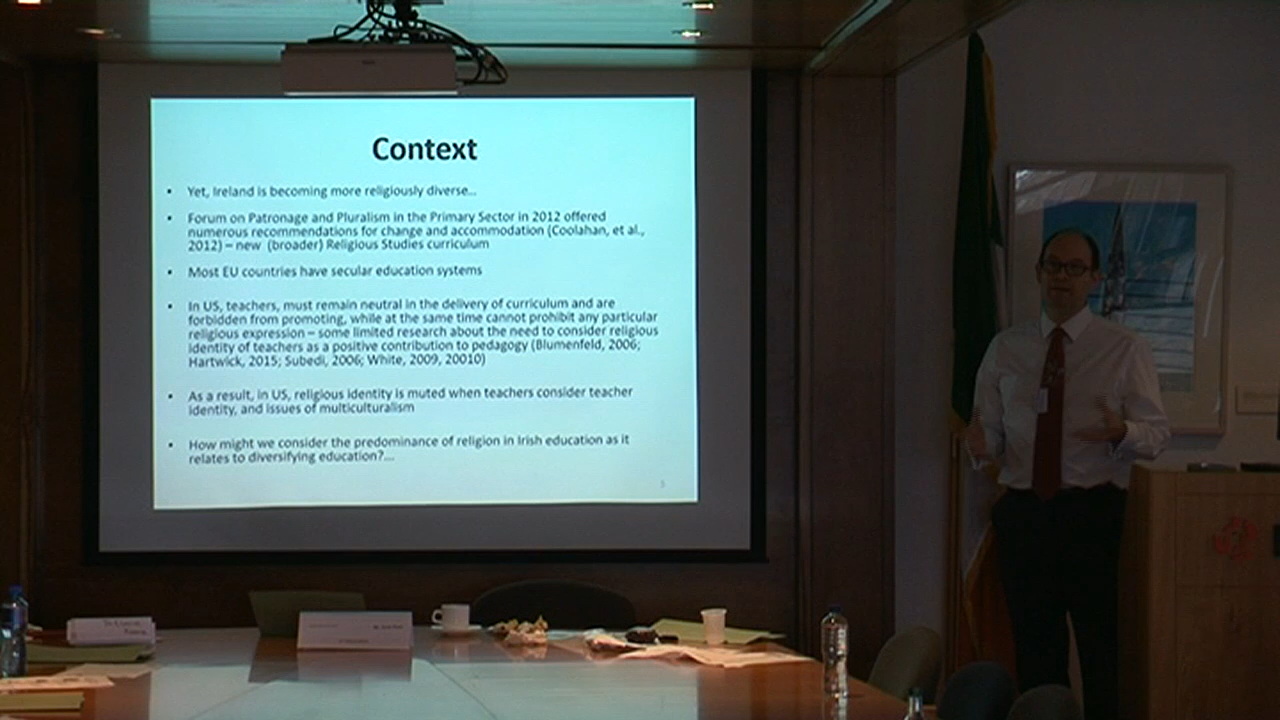 Context
• Yet, Ireland is becoming more religiously diverse...
• Forum on Patronage and Pluralism in the Primary Sector in 2012 offered
numerous recommendations for change and accommodation (Coolahan, et al.,
2012) – new (broader) Religious Studies curriculum
• Most EU countries have secular education systems
• In US, teachers, must remain neutral in the delivery of curriculum and are
forbidden from promoting, while at the same time cannot prohibit any particular
religious expression – some limited research about the need to consider religious
identity of teachers as a positive contribution to pedagogy (Blumenfeld, 2006;
Hartwick, 2015; Subedi, 2006; White, 2009, 20010)
• As a result, in US, religious identity is muted when teachers consider teacher
identity, and issues of multiculturalism
• How might we consider the predominance of religion in Irish education as it
relates to diversifying education?...
5